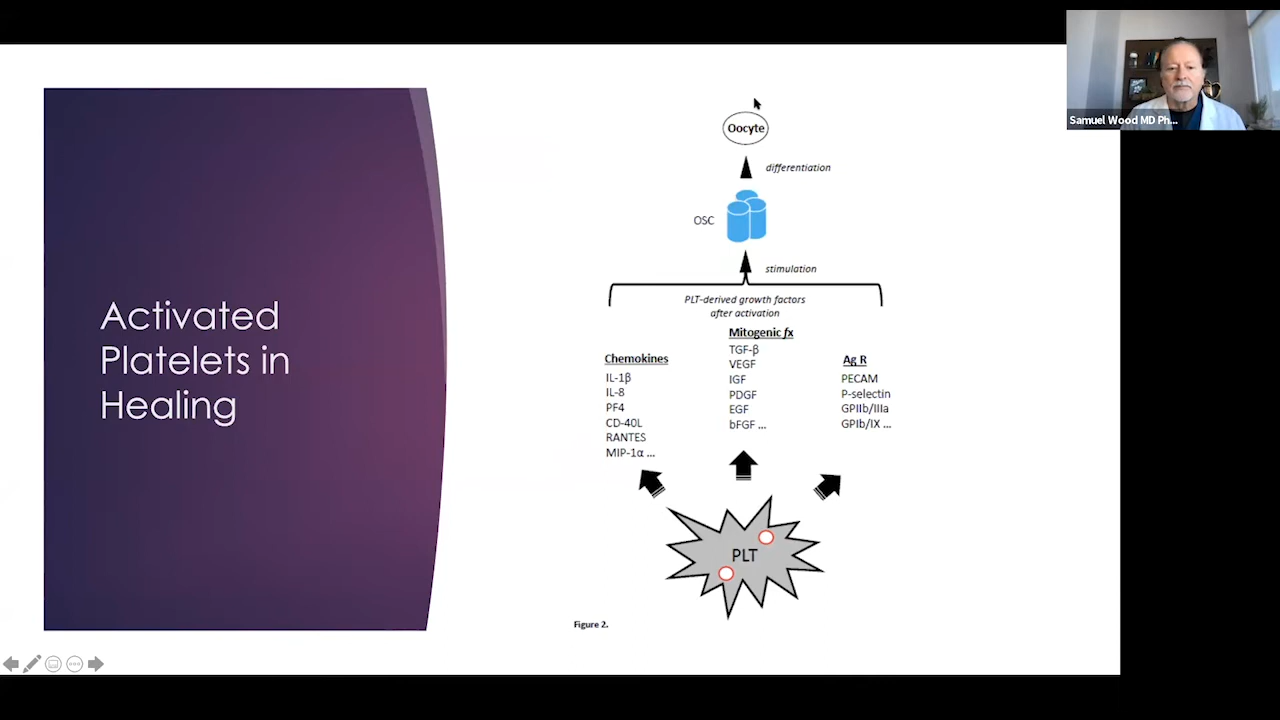 Samuel Wood MD Ph...
Activated
Platelets in
Healing
Oocyte
differentiation
OSC
stimulation
PLT-derived growth factors
after activation
Chemokines
IL-1β
IL-8
PF4
CD-40L
RANTES
MIP-1α ...
Mitogenic fx
TGF-β
VEGF
IGF
PDGF
EGF
bFGF ...
Ag R
PECAM
P-selectin
GPIIb/IIIa
GPIb/IX ...
PLT
Figure 2.